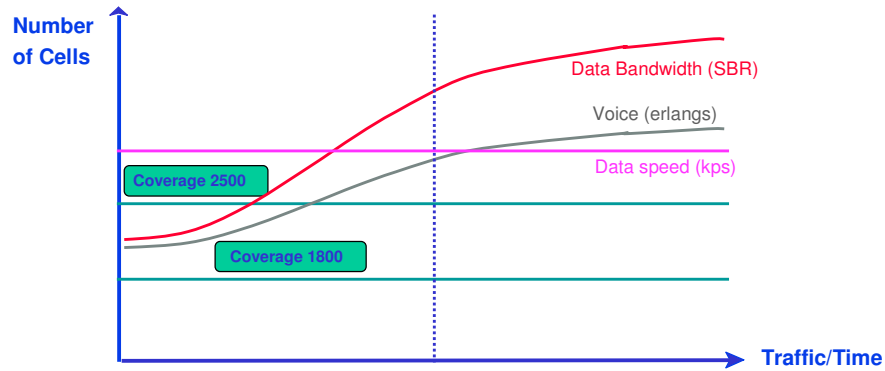 Number
of Cells
Data Bandwidth (SBR)
Voice (erlangs)
Data speed (kps)
Coverage 2500
Coverage 1800
Traffic/Time